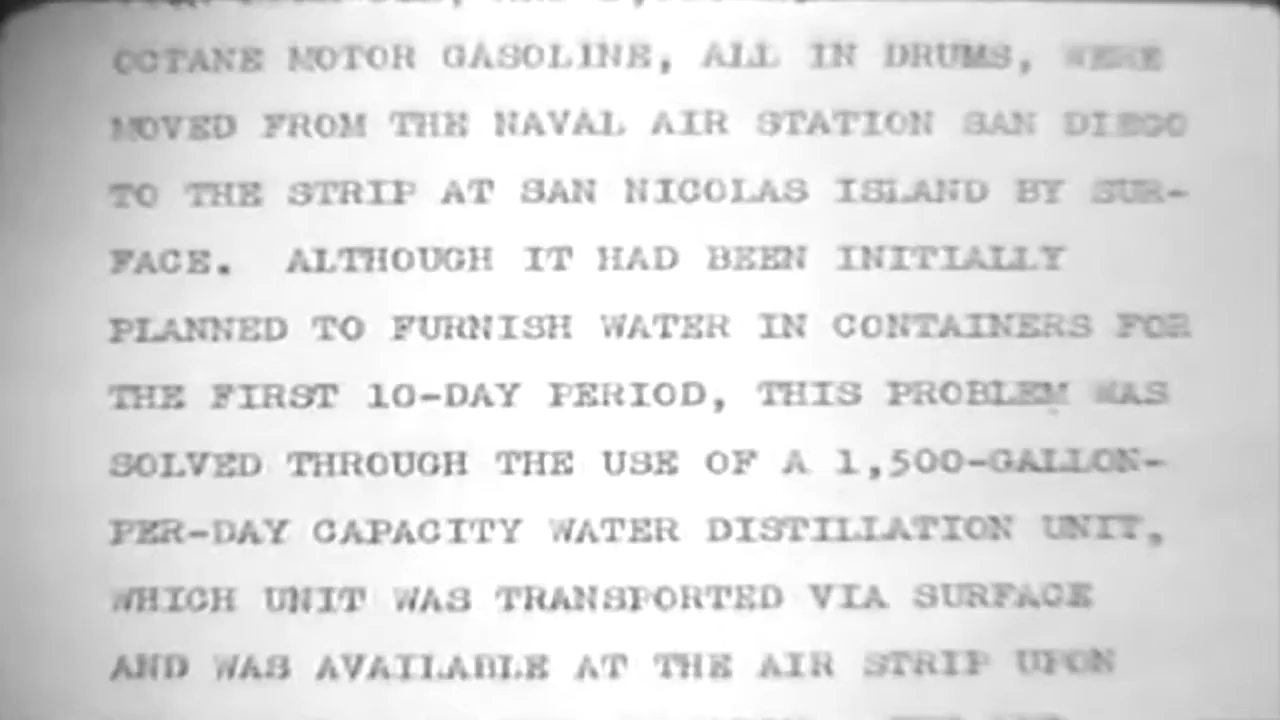 OCTANE MOTOR GASOLINE, ALL IN DRUMS, WERE
MOVED FROM THE NAVAL AIR STATION SAN DIEGO
TO THE STRIP AT SAN NICOLAS ISLAND BY SUR-
FACE. ALTHOUGH IT HAD BEEN INITIALLY
PLANNED TO FURNISH WATER IN CONTAINERS FOR
THE FIRST 10-DAY PERIOD, THIS PROBLEM WAS
SOLVED THROUGH THE USE OF A 1,500-GALLON-
PER-DAY CAPACITY WATER DISTILLATION UNIT,
WHICH UNIT WAS TRANSPORTED VIA SURFACE
AND WAS AVAILABLE AT THE AIR STRIP UPON